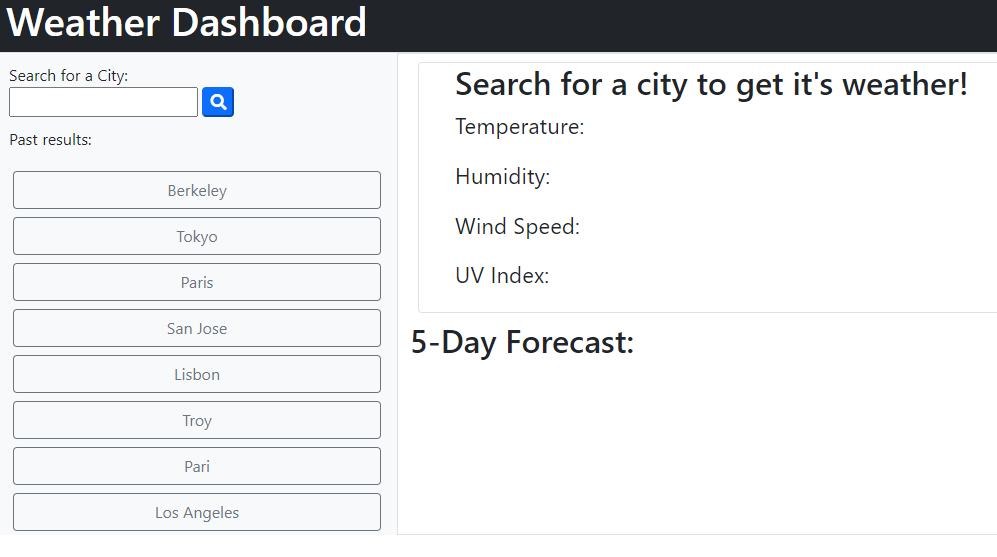 Weather Dashboard
Search for a City:
Past results:
Berkeley
Tokyo
Paris
San Jose
Lisbon
Troy
Pari
Los Angeles
Search for a city to get it's weather!
Temperature:
Humidity:
Wind Speed:
UV Index:
5-Day Forecast: